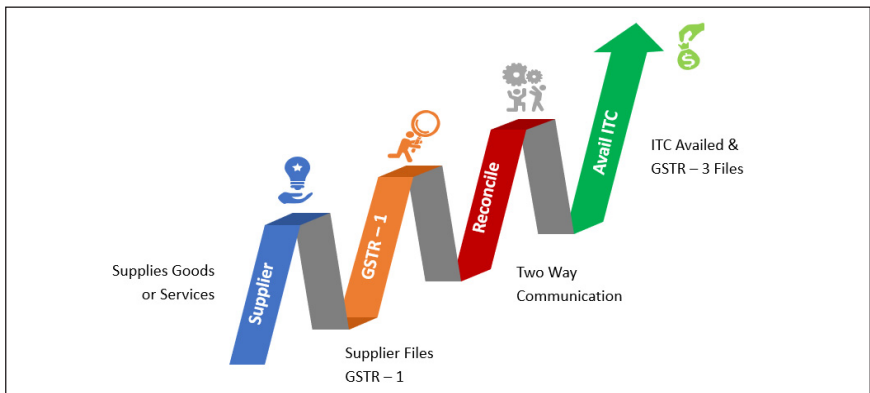 Supplier
Supplies Goods
or Services
GSTR – 1
Supplier Files
GSTR – 1
Reconcile
Two Way
Communication
Avail ITC
ITC Availed &
GSTR – 3 Files
$